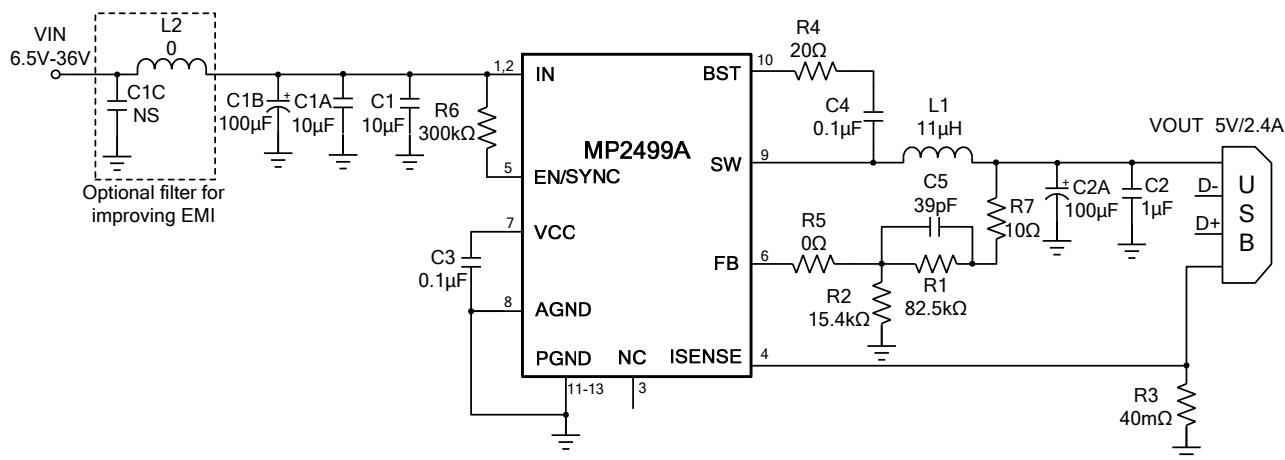 VIN
6.5V-36V
L2
0
C1C
NS
Optional filter for
improving EMI
C1B
100µF
+
C1A
10µF
C1
10µF
R6
300kΩ
1,2
IN
5
EN/SYNC
7
VCC
C3
0.1µF
8
AGND
PGND
11-13
NC
3
MP2499A
BST
10
R4
20Ω
C4
0.1µF
SW
9
L1
11µH
C5
39pF
R7
10Ω
FB
6
R5
0Ω
R2
15.4kΩ
R1
82.5kΩ
ISENSE
4
+
C2A
100µF
C2
1µF
VOUT 5V/2.4A
D-
D+
U
S
B
R3
40mΩ